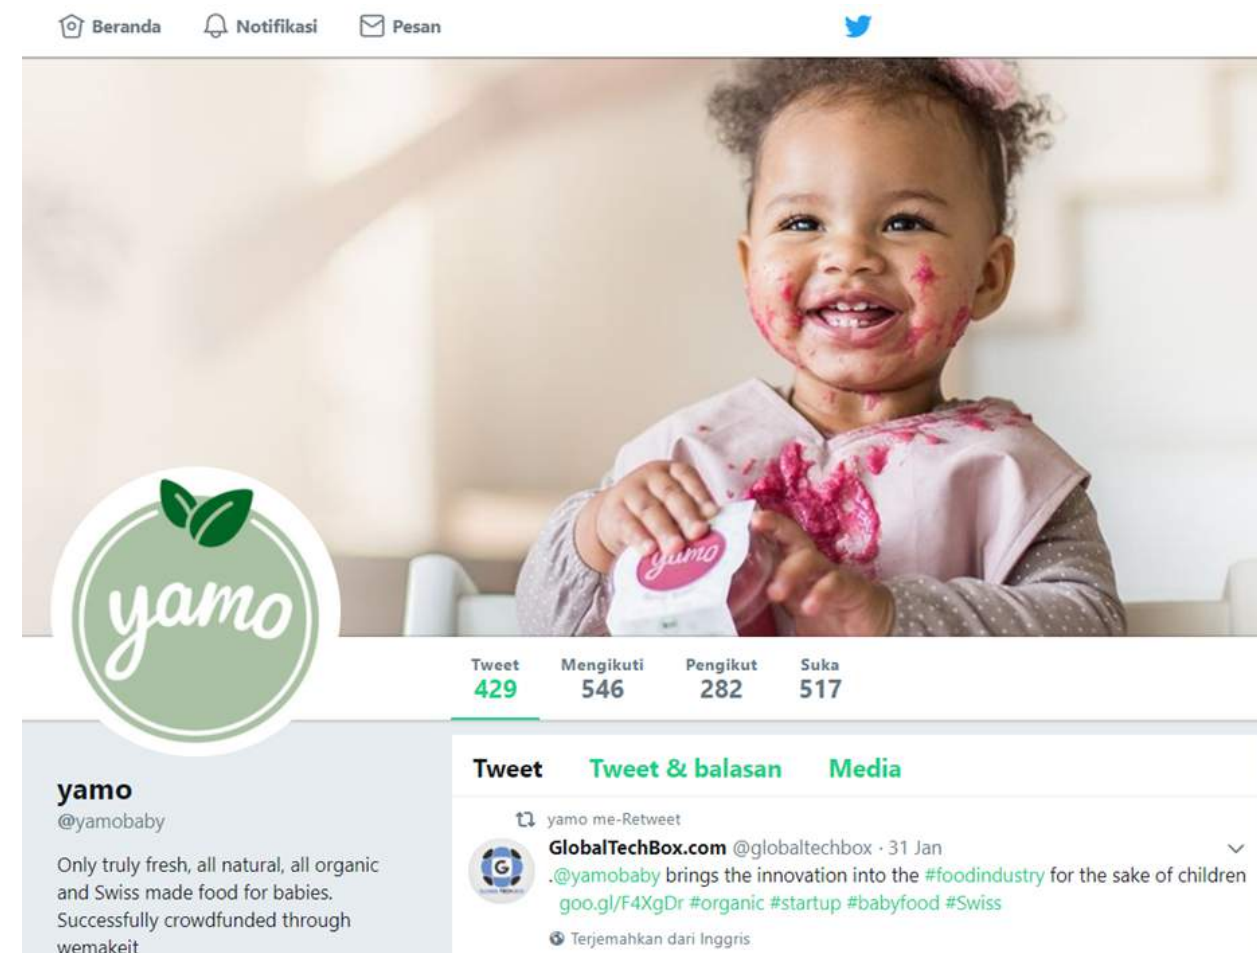 Beranda Notifikasi Pesan
yamo
yamo
Tweet Mengikuti Pengikut Suka
429 546 282 517
Tweet Tweet & balasan Media
yamo
@yamobaby
Only truly fresh, all natural, all organic
and Swiss made food for babies.
Successfully crowdfunded through
wemakeit
yamo me-Retweet
GlobalTechBox.com @globaltechbox · 31 Jan
.@yamobaby brings the innovation into the #foodindustry for the sake of children
goo.gl/F4XgDr #organic #startup #babyfood #Swiss
Terjemahkan dari Inggris